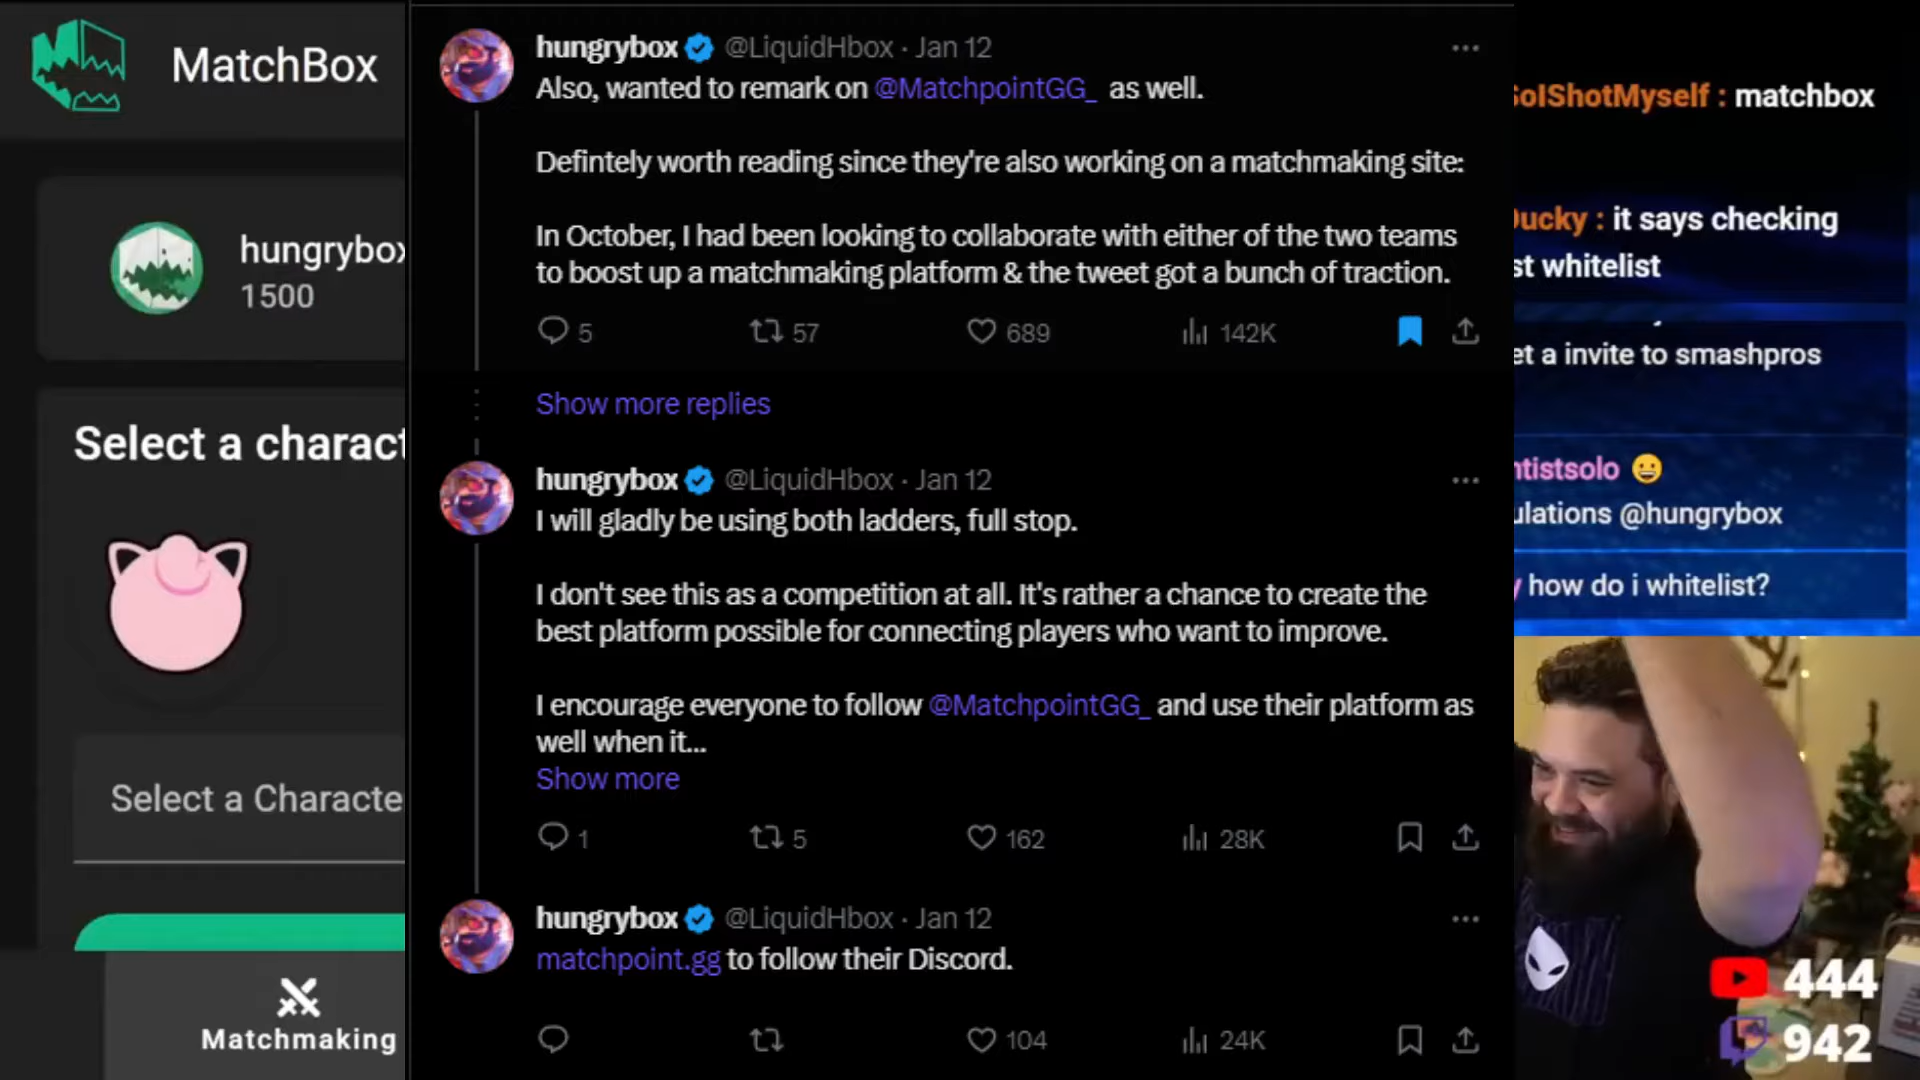 MatchBox
hungrybox
1500
Select a charact
Select a Characte
Matchmaking
hungrybox @LiquidHbox · Jan 12
Also, wanted to remark on @MatchpointGG_ as well.
Defintely worth reading since they're also working on a matchmaking site:
In October, I had been looking to collaborate with either of the two teams
to boost up a matchmaking platform & the tweet got a bunch of traction.
5 57 689 142K
Show more replies
hungrybox @LiquidHbox · Jan 12
I will gladly be using both ladders, full stop.
I don't see this as a competition at all. It's rather a chance to create the
best platform possible for connecting players who want to improve.
I encourage everyone to follow @MatchpointGG_ and use their platform as
well when it...
Show more
1 5 162 28K
hungrybox @LiquidHbox · Jan 12
matchpoint.gg to follow their Discord.
104 24K
SoIShotMyself : matchbox
Ducky : it says checking
st whitelist
et a invite to smashpros
ntistsolo
ulations @hungrybox
how do i whitelist?
444
942